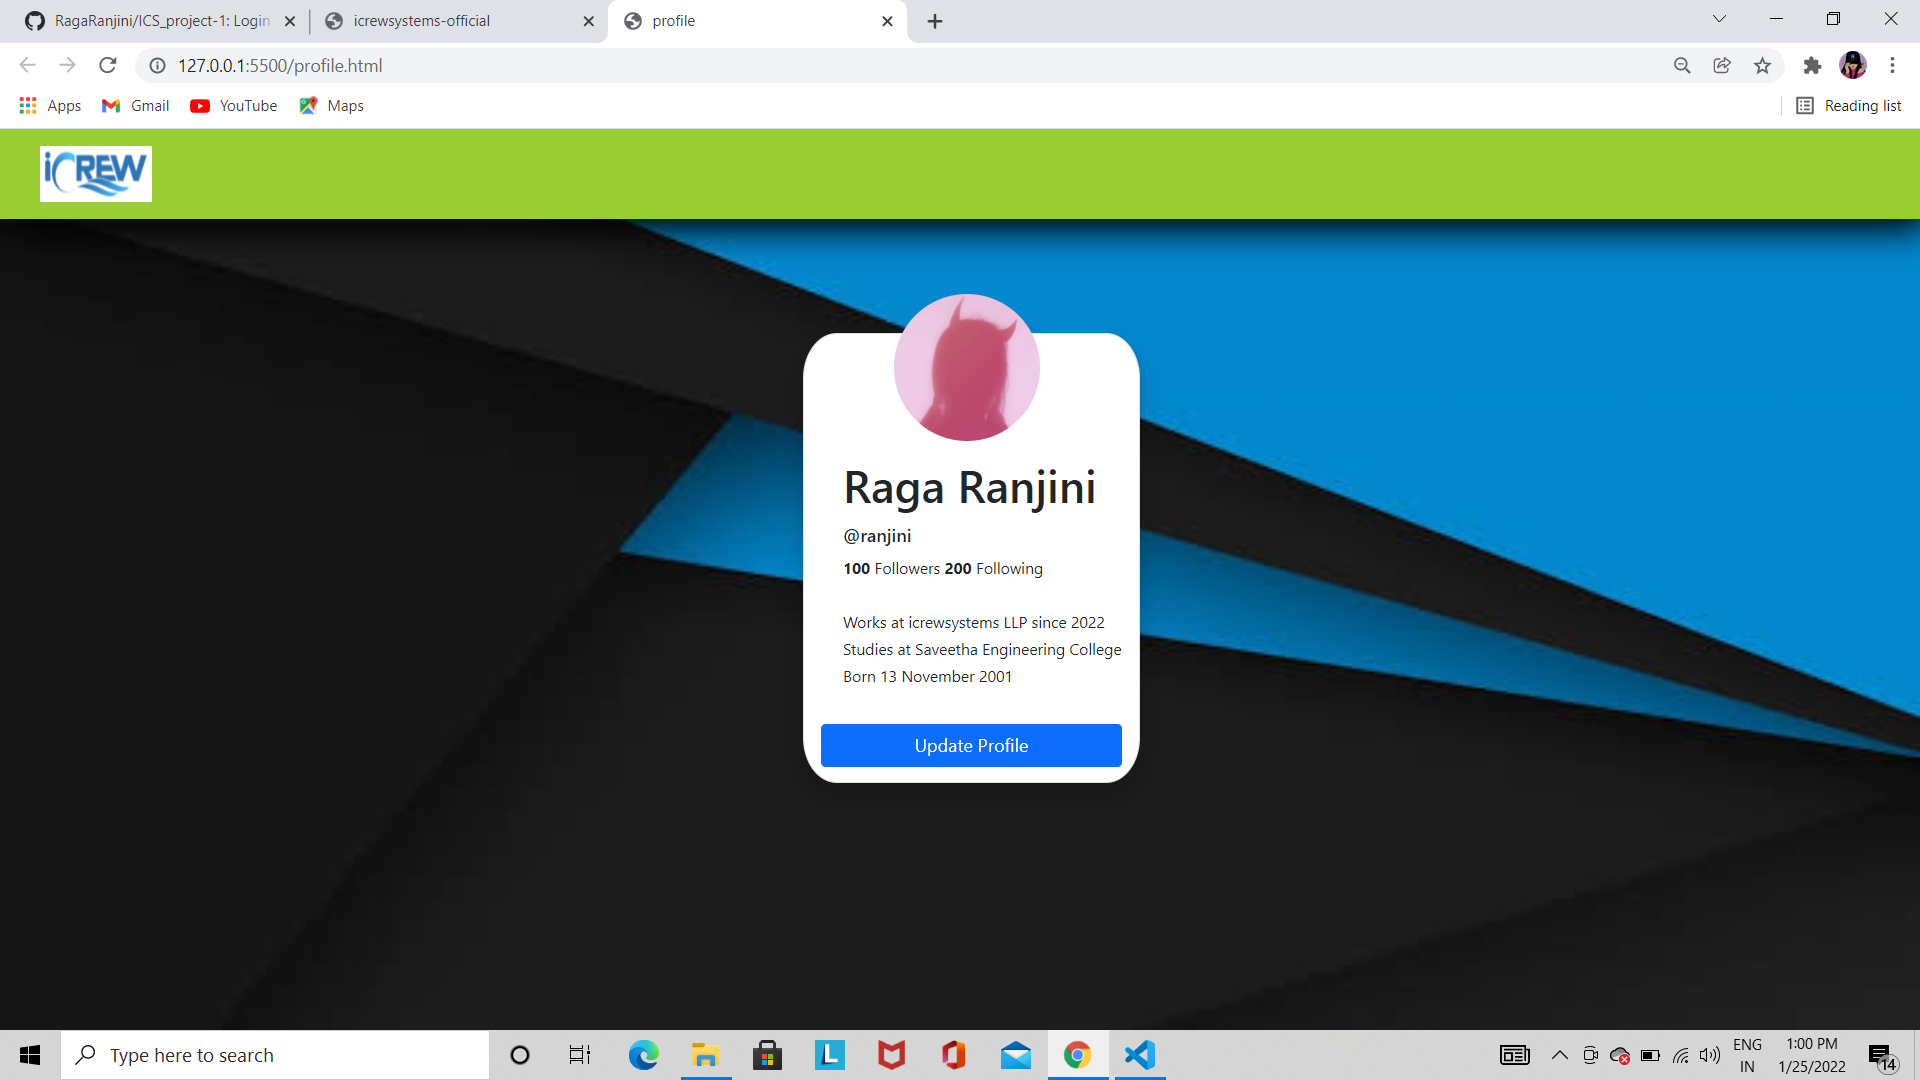 RagaRanjini/ICS_project-1: Login
icrewsystems-official
profile
127.0.0.1:5500/profile.html
Apps
Gmail
YouTube
Maps
Reading list
iCREW
Raga Ranjini
@ranjini
100 Followers 200 Following
Works at icrewsystems LLP since 2022
Studies at Saveetha Engineering College
Born 13 November 2001
Update Profile
Type here to search
L
ENG
IN
1:00 PM
1/25/2022
14